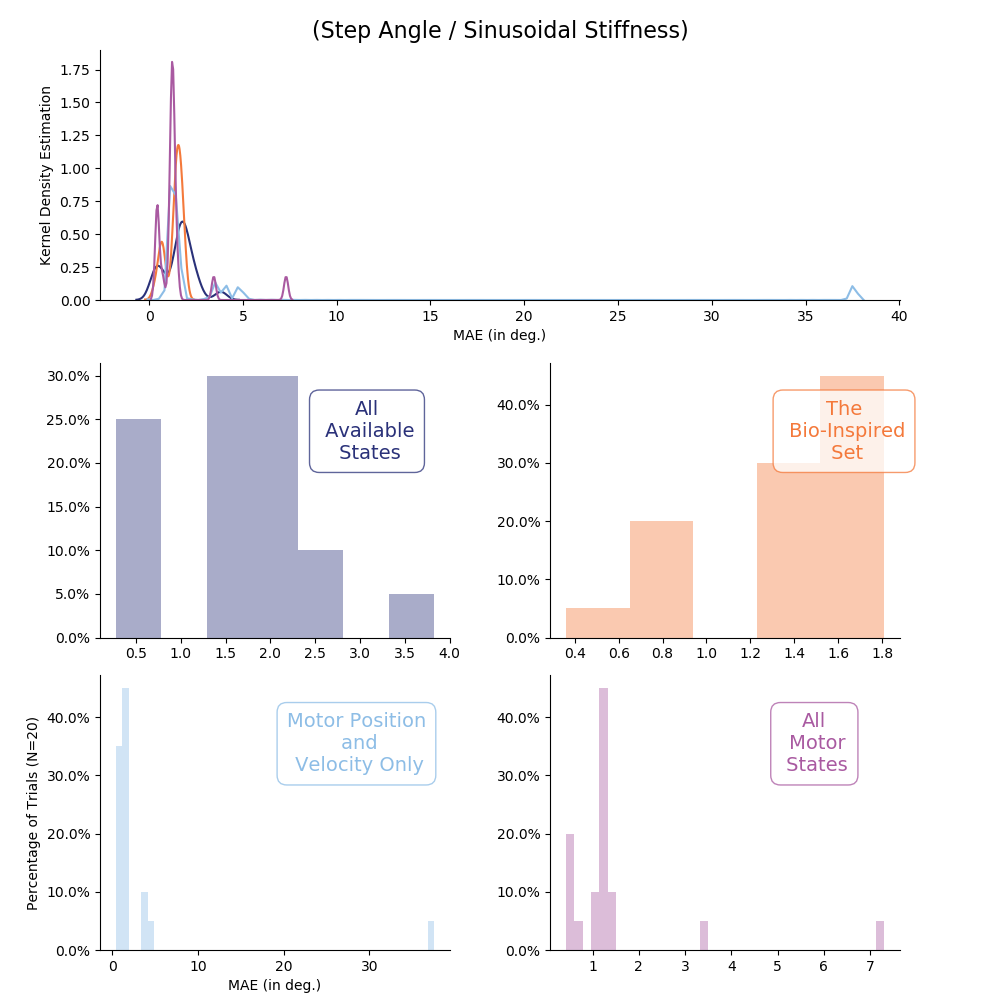 (Step Angle / Sinusoidal Stiffness)
Kernel Density Estimation
1.75
1.50
1.25
1.00
0.75
0.50
0.25
0.00
0 5 10 15 20 25 30 35 40
MAE (in deg.)
30.0%
25.0%
20.0%
15.0%
10.0%
5.0%
0.0%
0.5 1.0 1.5 2.0 2.5 3.0 3.5 4.0
All
Available
States
40.0%
30.0%
20.0%
10.0%
0.0%
0.4 0.6 0.8 1.0 1.2 1.4 1.6 1.8
The
Bio-Inspired
Set
Percentage of Trials (N=20)
40.0%
30.0%
20.0%
10.0%
0.0%
0 10 20 30
MAE (in deg.)
Motor Position
and
Velocity Only
40.0%
30.0%
20.0%
10.0%
0.0%
1 2 3 4 5 6 7
All
Motor
States